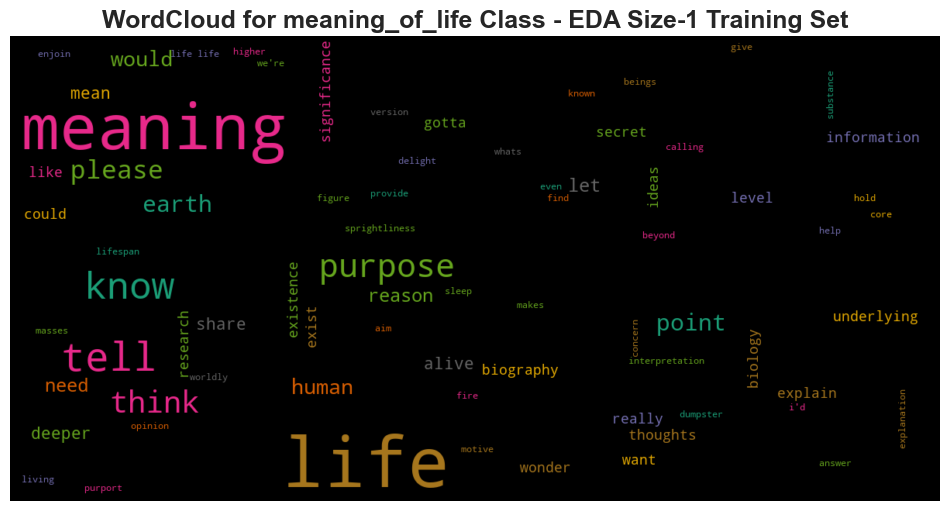 WordCloud for meaning_of_life Class - EDA Size-1 Training Set
enjoin
would
life life
higher
we're
significance
give
mean
known
beings
substance
meaning
version
gotta
secret
information
whats
calling
delight
like
please
let
even
find
ideas
level
hold
core
earth
figure
provide
could
sprightliness
beyond
help
lifespan
purpose
know
existence
reason
sleep
makes
exist
masses
research
share
aim
point
underlying
concern
tell
worldly
alive
biography
interpretation
biology
need
human
think
fire
explain
i'd
opinion
really
dumpster
explanation
deeper
thoughts
life
motive
wonder
want
answer
living
purport